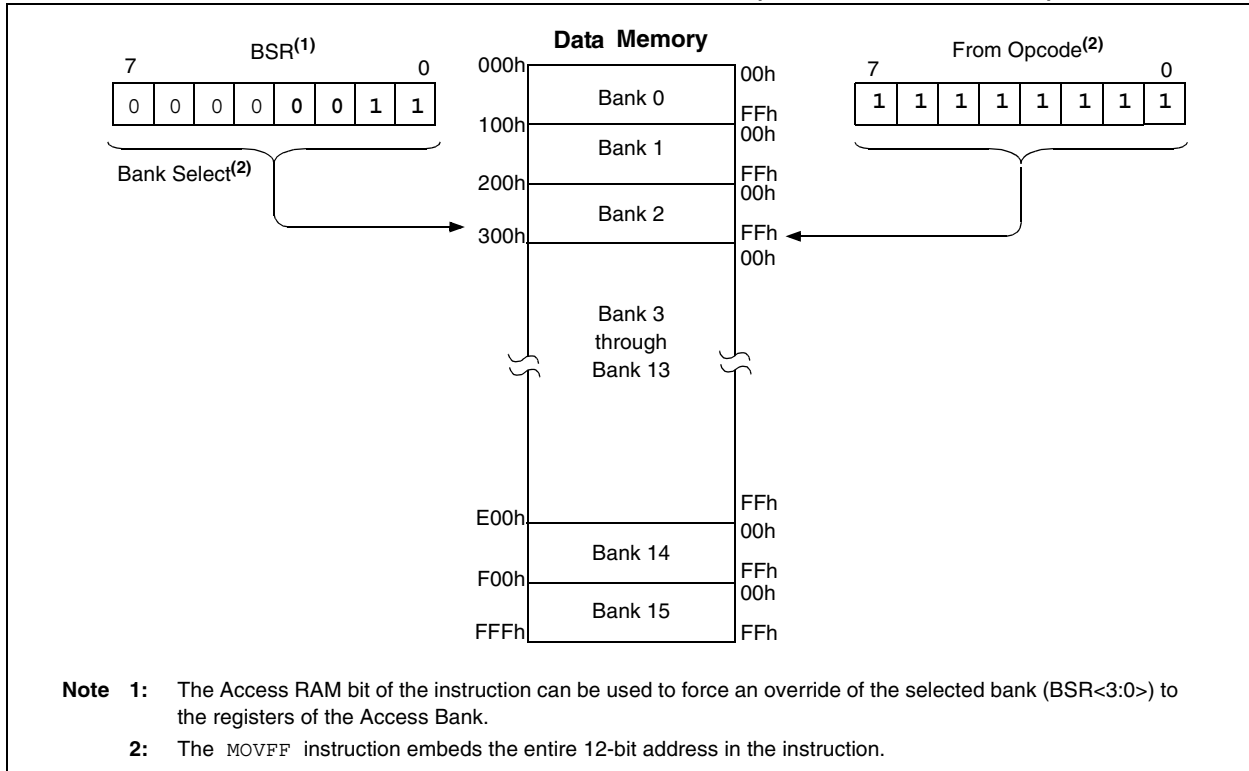 Data Memory
BSR(1)
7 0
0 0 0 0 0 0 1 1
Bank Select(2)
From Opcode(2)
7 0
1 1 1 1 1 1 1 1
000h
Bank 0
00h
FFh
100h
Bank 1
00h
FFh
200h
Bank 2
00h
FFh
300h
00h
Bank 3
through
Bank 13
FFh
E00h
Bank 14
00h
FFh
F00h
Bank 15
00h
FFFh
FFh
Note 1: The Access RAM bit of the instruction can be used to force an override of the selected bank (BSR<3:0>) to
the registers of the Access Bank.
2: The MOVFF instruction embeds the entire 12-bit address in the instruction.